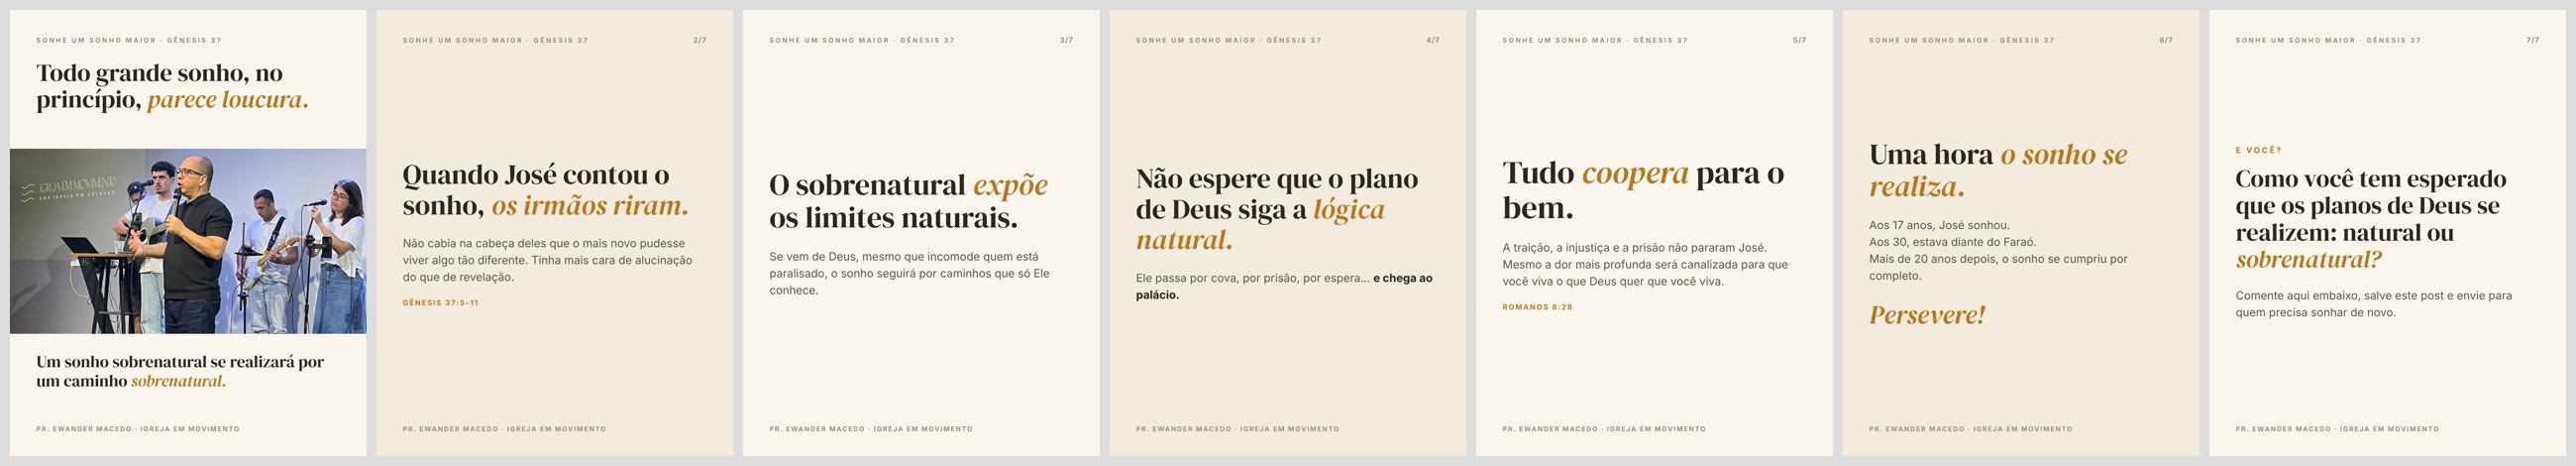 SONHE UM SONHO MAIOR · GÊNESIS 37
Todo grande sonho, no
princípio, parece loucura.
IGREJA EM MOVIMENTO
UMA IGREJA EM CÉLULAS
Um sonho sobrenatural se realizará por
um caminho sobrenatural.
PR. EWANDER MACEDO · IGREJA EM MOVIMENTO
SONHE UM SONHO MAIOR · GÊNESIS 37
2/7
Quando José contou o
sonho, os irmãos riram.
Não cabia na cabeça deles que o mais novo pudesse
viver algo tão diferente. Tinha mais cara de alucinação
do que de revelação.
GÊNESIS 37:5-11
PR. EWANDER MACEDO · IGREJA EM MOVIMENTO
SONHE UM SONHO MAIOR · GÊNESIS 37
3/7
O sobrenatural expõe
os limites naturais.
Se vem de Deus, mesmo que incomode quem está
paralisado, o sonho seguirá por caminhos que só Ele
conhece.
PR. EWANDER MACEDO · IGREJA EM MOVIMENTO
SONHE UM SONHO MAIOR · GÊNESIS 37
4/7
Não espere que o plano
de Deus siga a lógica
natural.
Ele passa por cova, por prisão, por espera... e chega ao
palácio.
PR. EWANDER MACEDO · IGREJA EM MOVIMENTO
SONHE UM SONHO MAIOR · GÊNESIS 37
5/7
Tudo coopera para o
bem.
A traição, a injustiça e a prisão não pararam José.
Mesmo a dor mais profunda será canalizada para que
você viva o que Deus quer que você viva.
ROMANOS 8:28
PR. EWANDER MACEDO · IGREJA EM MOVIMENTO
SONHE UM SONHO MAIOR · GÊNESIS 37
6/7
Uma hora o sonho se
realiza.
Aos 17 anos, José sonhou.
Aos 30, estava diante do Faraó.
Mais de 20 anos depois, o sonho se cumpriu por
completo.
Persevere!
PR. EWANDER MACEDO · IGREJA EM MOVIMENTO
SONHE UM SONHO MAIOR · GÊNESIS 37
7/7
E VOCÊ?
Como você tem esperado
que os planos de Deus se
realizem: natural ou
sobrenatural?
Comente aqui embaixo, salve este post e envie para
quem precisa sonhar de novo.
PR. EWANDER MACEDO · IGREJA EM MOVIMENTO